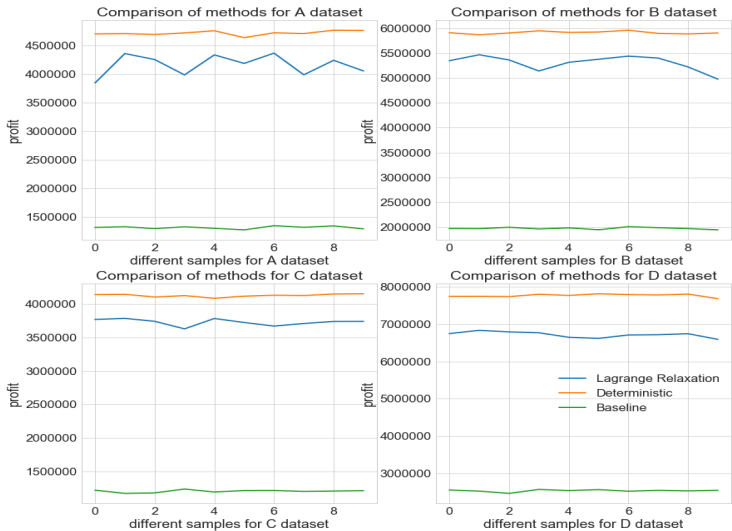 Comparison of methods for A dataset
4500000
4000000
3500000
3000000
2500000
2000000
1500000
profit
0 2 4 6 8
different samples for A dataset
Comparison of methods for B dataset
6000000
5500000
5000000
4500000
4000000
3500000
3000000
2500000
2000000
profit
0 2 4 6 8
different samples for B dataset
Comparison of methods for C dataset
4000000
3500000
3000000
2500000
2000000
1500000
profit
0 2 4 6 8
different samples for C dataset
Comparison of methods for D dataset
8000000
7000000
6000000
5000000
4000000
3000000
profit
Lagrange Relaxation
Deterministic
Baseline
0 2 4 6 8
different samples for D dataset